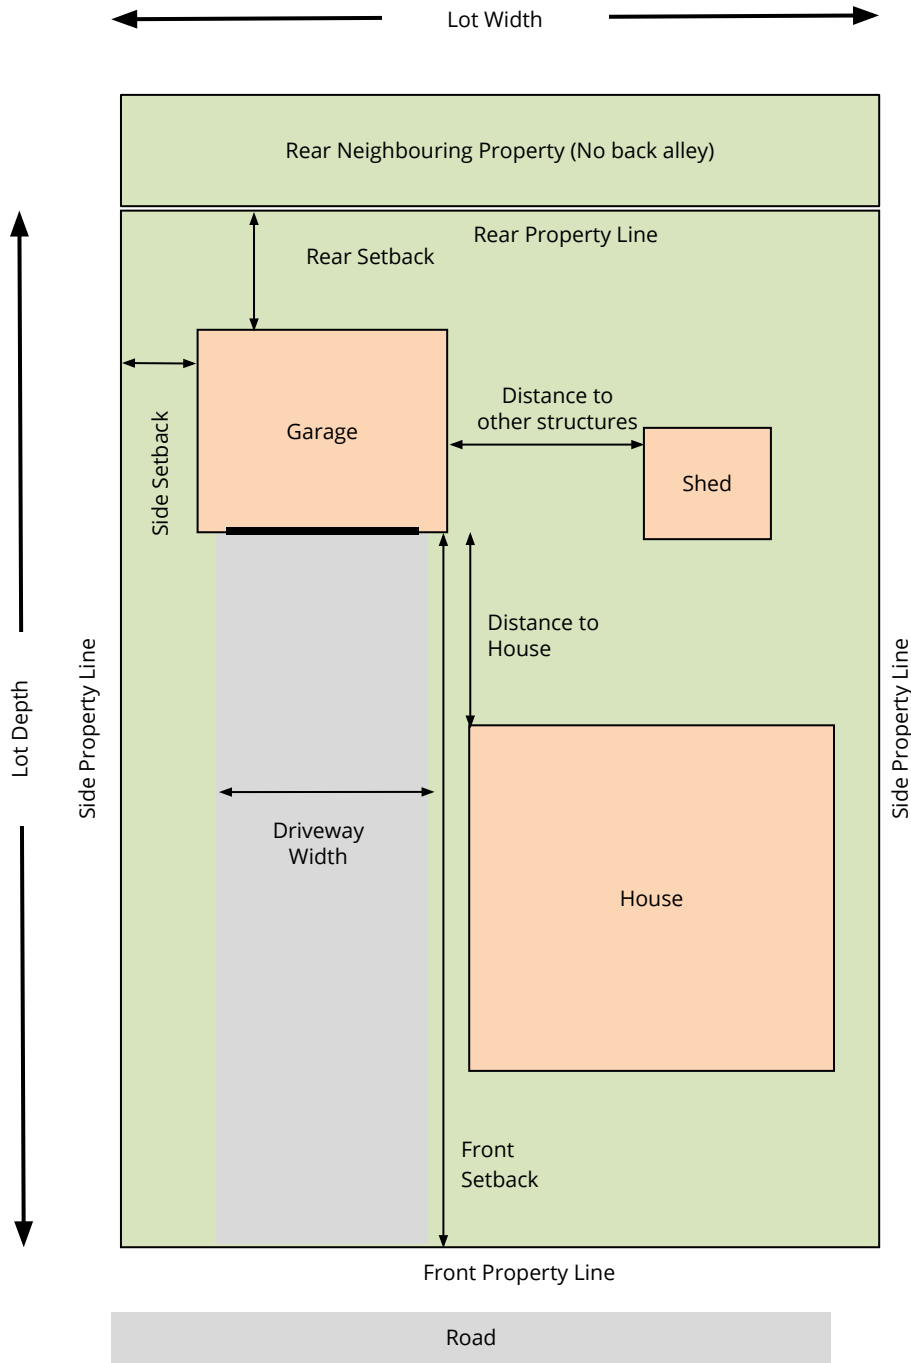 Lot Width
Rear Neighbouring Property (No back alley)
Rear Property Line
Rear Setback
Distance to
other structures
Garage
Side Setback
Shed
Distance to
House
Side Property Line
Side Property Line
Lot Depth
Driveway
Width
House
Front
Setback
Front Property Line
Road